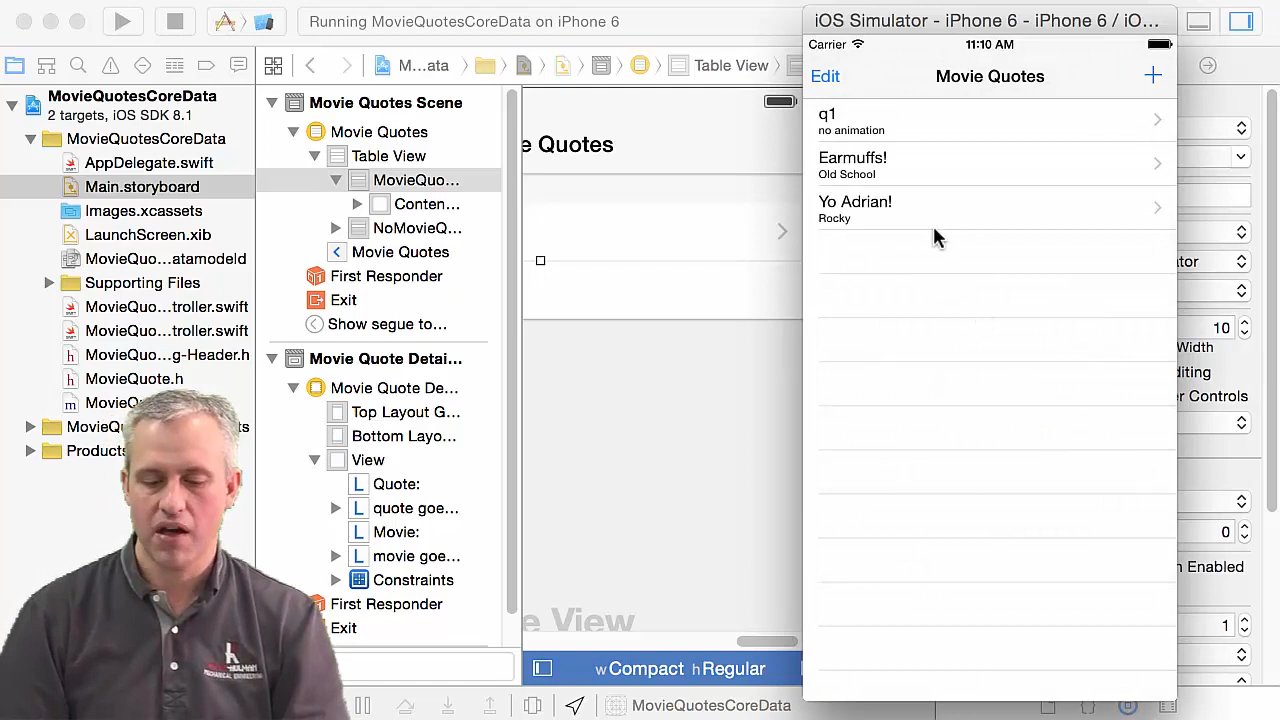 Running MovieQuotesCoreData on iPhone 6
iOS Simulator - iPhone 6 - iPhone 6 / iO...
M...ata
Table View
MovieQuotesCoreData
2 targets, iOS SDK 8.1
MovieQuotesCoreData
AppDelegate.swift
Main.storyboard
Images.xcassets
LaunchScreen.xib
MovieQuo...atamodeld
Supporting Files
MovieQuo...troller.swift
MovieQuo...troller.swift
MovieQuo...g-Header.h
MovieQuote.h
MovieQu
Products
Movie Quotes Scene
Movie Quotes
Table View
MovieQuo...
Conten...
NoMovieQ...
Movie Quotes
First Responder
Exit
Show segue to...
Movie Quote Detai...
Movie Quote De...
Top Layout G...
Bottom Layo...
View
Quote:
quote goe...
Movie:
movie goe...
Constraints
First Responder
Exit
e Quotes
e View
wCompact hRegular
MovieQuotesCoreData
Carrier
11:10 AM
Edit
Movie Quotes
+
q1
no animation
Earmuffs!
Old School
Yo Adrian!
Rocky
ator
10
Width
diting
er Controls
0
n Enabled
1